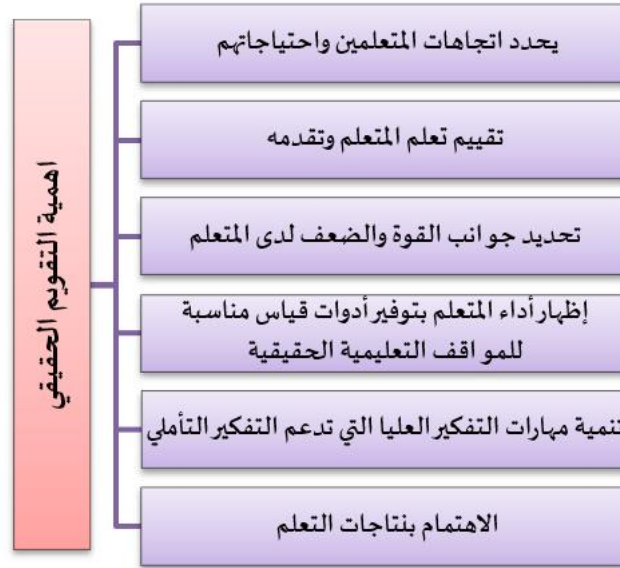 اهمية التقويم الحقيقي
يحدد اتجاهات المتعلمين واحتياجاتهم
تقييم تعلم المتعلم وتقدمه
تحديد جوانب القوة والضعف لدى المتعلم
إظهار أداء المتعلم بتوفير أدوات قياس مناسبة
للمواقف التعليمية الحقيقية
تنمية مهارات التفكير العليا التي تدعم التفكير التأملي
الاهتمام بنتاجات التعلم